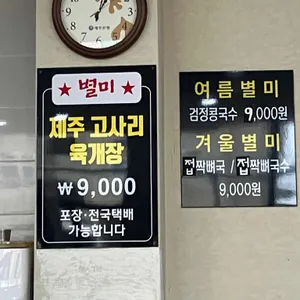 ★ 별미 ★
제주 고사리
육개장
₩9,000
포장·전국택배
가능합니다
여름별미
검정콩국수 9,000원
겨울별미
접짝뼈국 / 접짝뼈국수
9,000원